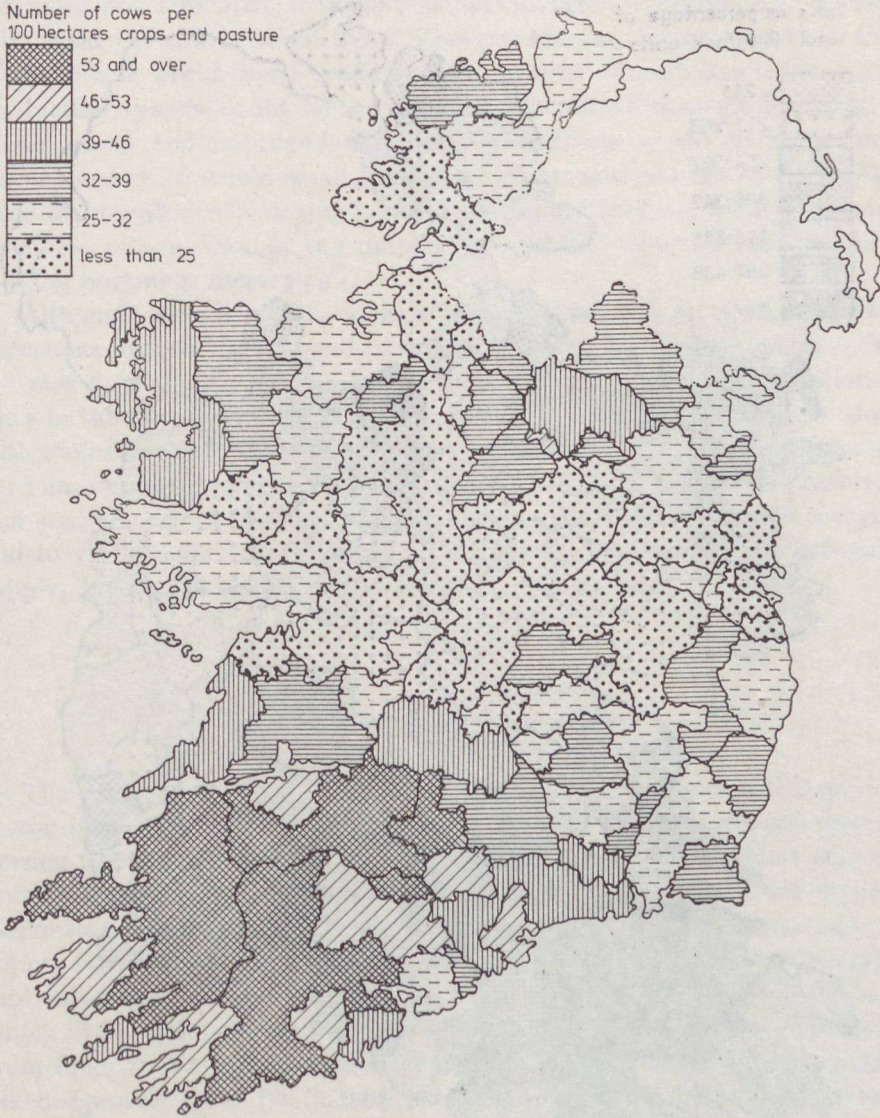 Number of cows per
100 hectares crops and pasture
53 and over
46-53
39-46
32-39
25-32
less than 25